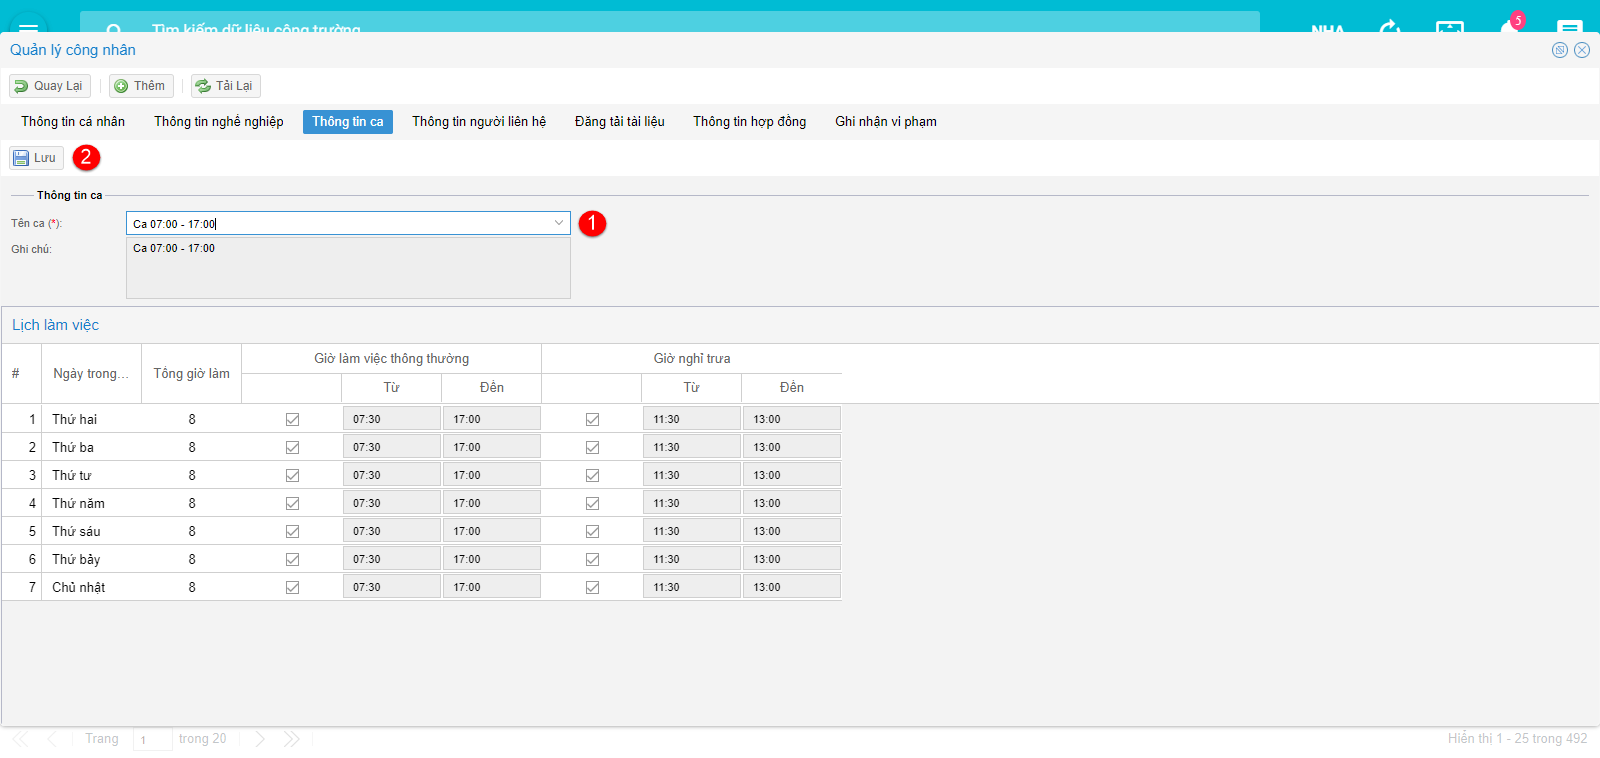 Tìm kiếm dữ liệu công trường
NHA
5
Quản lý công nhân
Quay Lại
Thêm
Tải Lại
Thông tin cá nhân
Thông tin nghề nghiệp
Thông tin ca
Thông tin người liên hệ
Đăng tải tài liệu
Thông tin hợp đồng
Ghi nhận vi phạm
Lưu
2
Thông tin ca
Tên ca (*):
Ca 07:00 - 17:00
1
Ghi chú:
Ca 07:00 - 17:00
Lịch làm việc
# Ngày trong... Tổng giờ làm Giờ làm việc thông thường Giờ nghỉ trưa
Từ Đến Từ Đến
1 Thứ hai 8 07:30 17:00 11:30 13:00
2 Thứ ba 8 07:30 17:00 11:30 13:00
3 Thứ tư 8 07:30 17:00 11:30 13:00
4 Thứ năm 8 07:30 17:00 11:30 13:00
5 Thứ sáu 8 07:30 17:00 11:30 13:00
6 Thứ bảy 8 07:30 17:00 11:30 13:00
7 Chủ nhật 8 07:30 17:00 11:30 13:00
Trang 1 trong 20
Hiển thị 1 - 25 trong 492